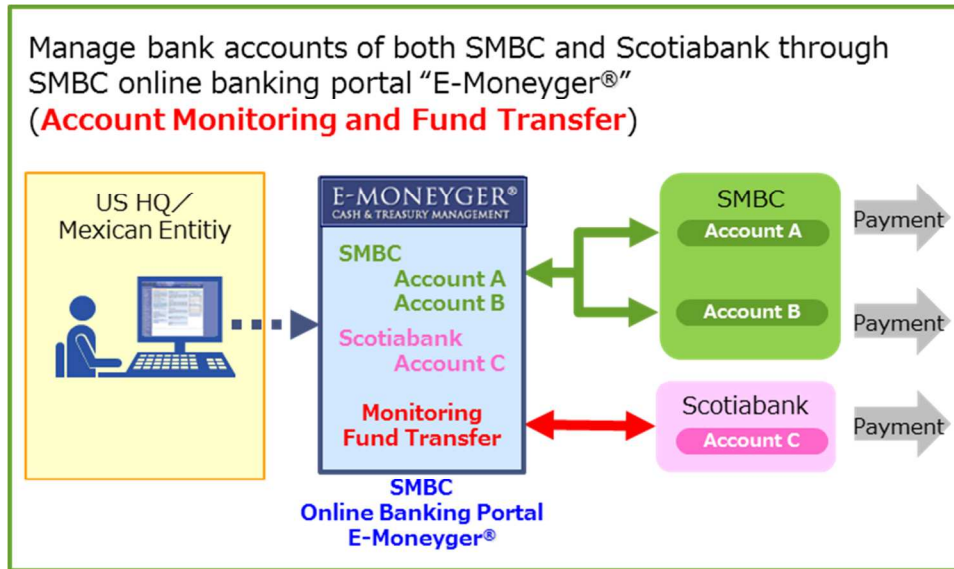 Manage bank accounts of both SMBC and Scotiabank through
SMBC online banking portal “E-Moneyger®”
(Account Monitoring and Fund Transfer)
US HQ／
Mexican Entitiy
E-MONEYGER®
CASH & TREASURY MANAGEMENT
SMBC
Account A
Account B
Scotiabank
Account C
Monitoring
Fund Transfer
SMBC
Online Banking Portal
E-Moneyger®
SMBC
Account A
Account B
Scotiabank
Account C
Payment
Payment
Payment